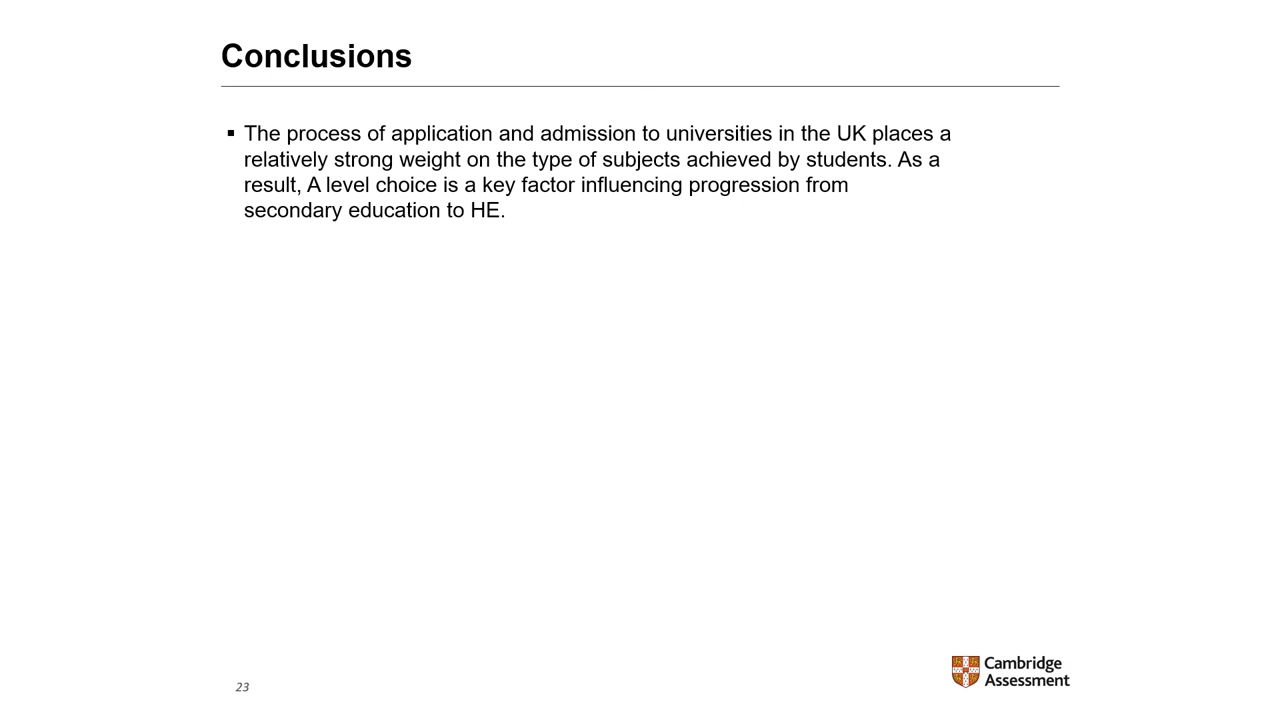 Conclusions
▪ The process of application and admission to universities in the UK places a
relatively strong weight on the type of subjects achieved by students. As a
result, A level choice is a key factor influencing progression from
secondary education to HE.
Cambridge
Assessment
23